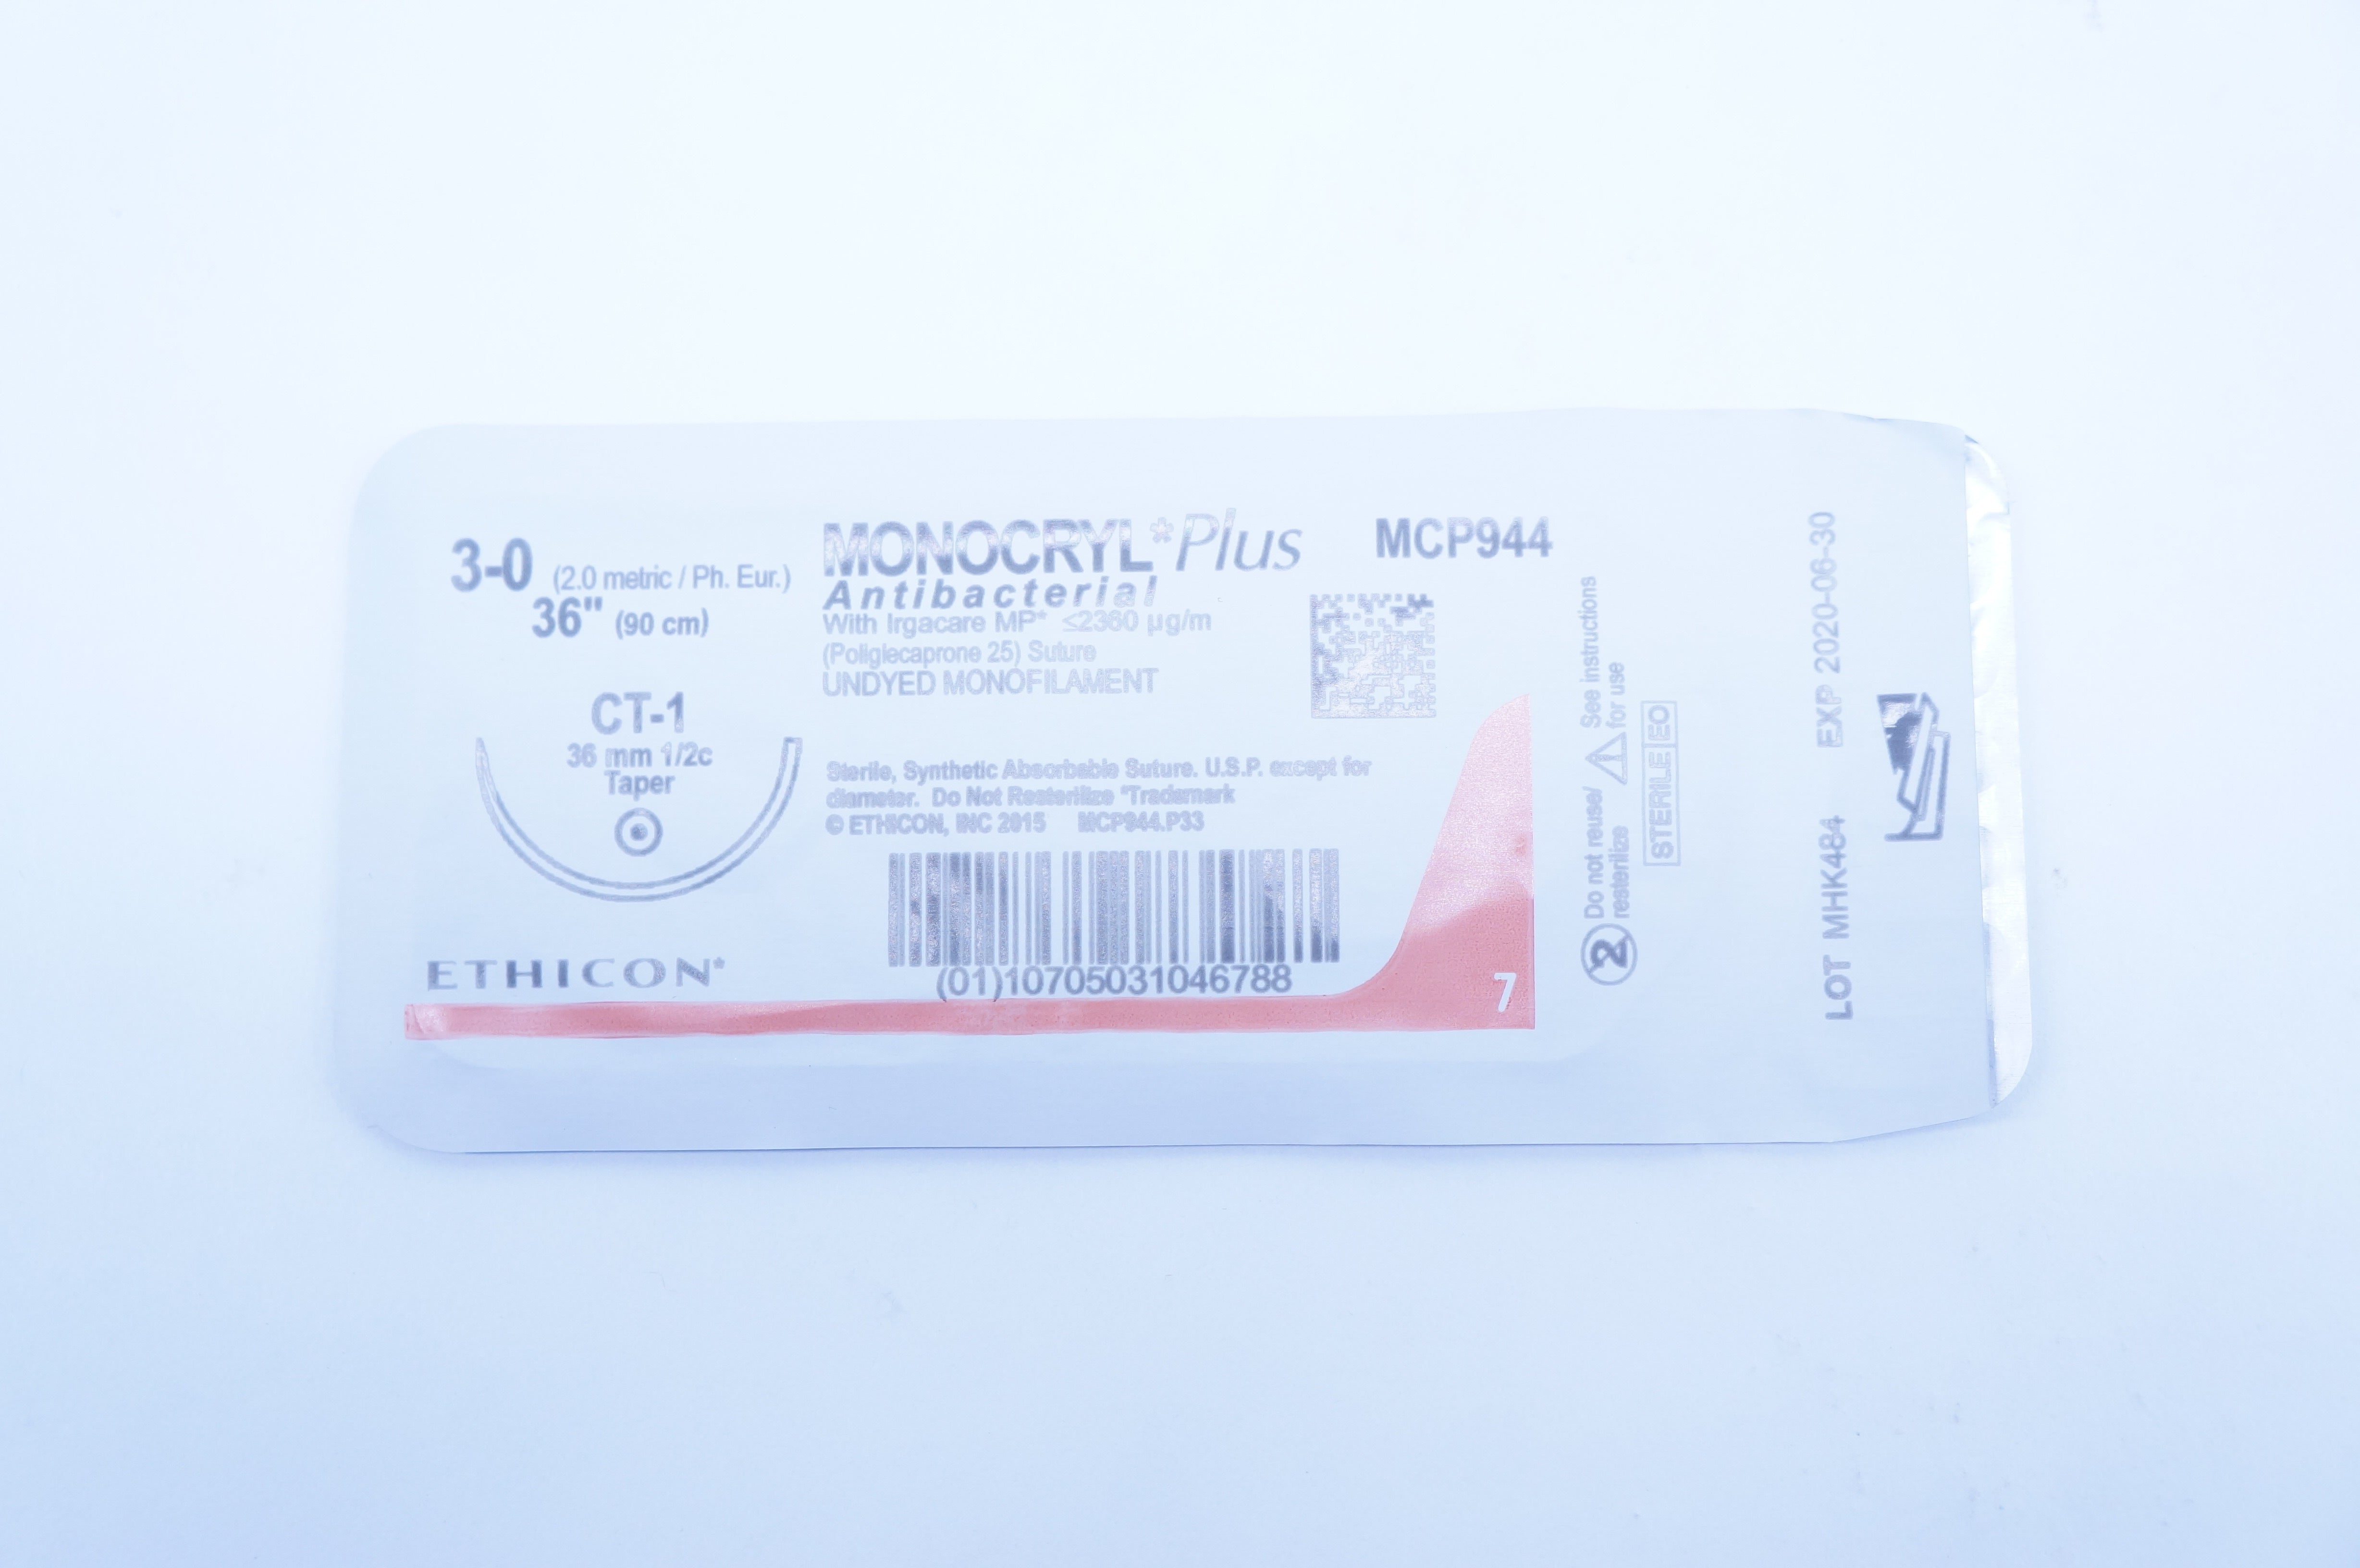 3-0 (2.0 metric / Ph. Eur.)
36" (90 cm)
CT-1
36 mm 1/2c
Taper
ETHICON*
MONOCRYL* Plus
Antibacterial
With Irgacare MP* ≤2360 µg/m
(Poliglecaprone 25) Suture
UNDYED MONOFILAMENT
MCP944
Sterile, Synthetic Absorbable Suture. U.S.P. except for
diameter. Do Not Resterilize *Trademark
© ETHICON, INC 2015 MCP944.P33
(01)10705031046788
7
2 Do not reuse/
resterilize
See instructions
for use
STERILE EO
LOT MHK484 EXP 2020-06-30